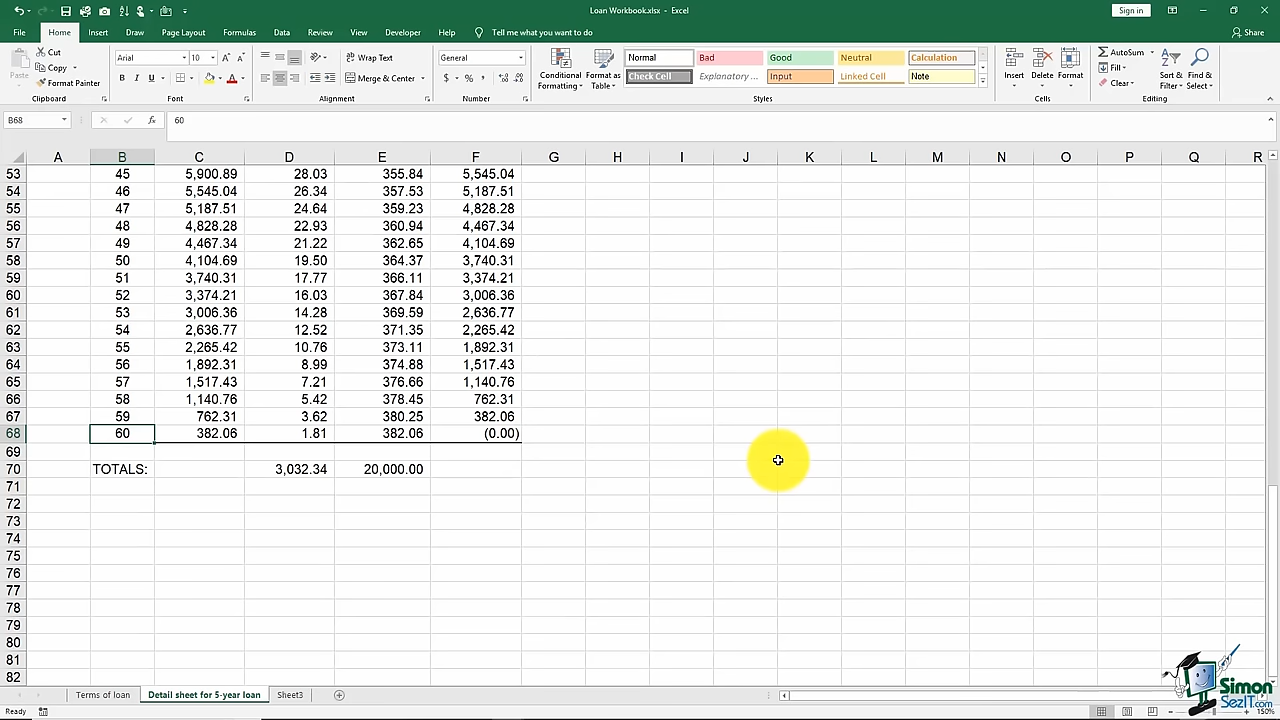 Loan Workbook.xlsx - Excel
Sign in
File Home Insert Draw Page Layout Formulas Data Review View Developer Help Tell me what you want to do Share
Paste Cut Copy Format Painter
Clipboard
Arial 10
B I U A
Font
Wrap Text
Merge & Center
Alignment
General
$ % ,
Number
Conditional Formatting Format as Table
Normal Bad Good Neutral Calculation
Check Cell Explanatory ... Input Linked Cell Note
Styles
Insert Delete Format
Cells
AutoSum Fill Clear Sort & Filter Find & Select
Editing
B68 fx 60
A B C D E F G H I J K L M N O P Q R
53 45 5,900.89 28.03 355.84 5,545.04
54 46 5,545.04 26.34 357.53 5,187.51
55 47 5,187.51 24.64 359.23 4,828.28
56 48 4,828.28 22.93 360.94 4,467.34
57 49 4,467.34 21.22 362.65 4,104.69
58 50 4,104.69 19.50 364.37 3,740.31
59 51 3,740.31 17.77 366.11 3,374.21
60 52 3,374.21 16.03 367.84 3,006.36
61 53 3,006.36 14.28 369.59 2,636.77
62 54 2,636.77 12.52 371.35 2,265.42
63 55 2,265.42 10.76 373.11 1,892.31
64 56 1,892.31 8.99 374.88 1,517.43
65 57 1,517.43 7.21 376.66 1,140.76
66 58 1,140.76 5.42 378.45 762.31
67 59 762.31 3.62 380.25 382.06
68 60 382.06 1.81 382.06 (0.00)
69
70 TOTALS: 3,032.34 20,000.00
71
72
73
74
75
76
77
78
79
80
81
82
Terms of loan Detail sheet for 5-year loan Sheet3
Ready 150%
Simon
SezIT.com